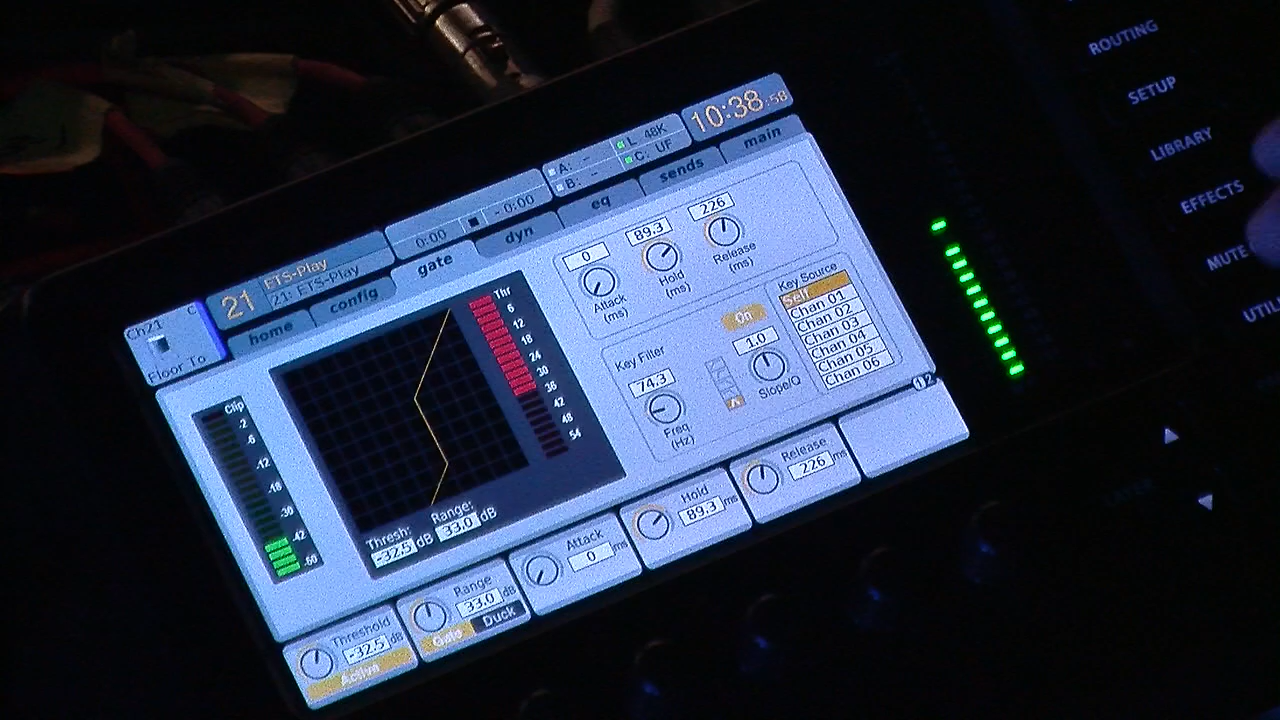 10:38:58
A: -
L 48K
B: -
C: UF
0:00
- 0:00
21
ETS-Play
21: ETS-Play
Ch21 C
Floor To
home
config
gate
dyn
eq
sends
main
Clip
-2
-6
-12
-18
-30
-42
-60
Thr
6
12
18
24
30
36
42
48
54
Thresh:
-32.5 dB
Range:
33.0 dB
0
Attack
(ms)
89.3
Hold
(ms)
226
Release
(ms)
Key Filter
74.3
Freq
(Hz)
On
1.0
Slope/Q
Key Source
Self
Chan 01
Chan 02
Chan 03
Chan 04
Chan 05
Chan 06
Threshold
-32.5 dB
Active
Range
33.0 dB
Gate
Duck
Attack
0 ms
Hold
89.3 ms
Release
226 ms
ROUTING
SETUP
LIBRARY
EFFECTS
MUTE
UTIL